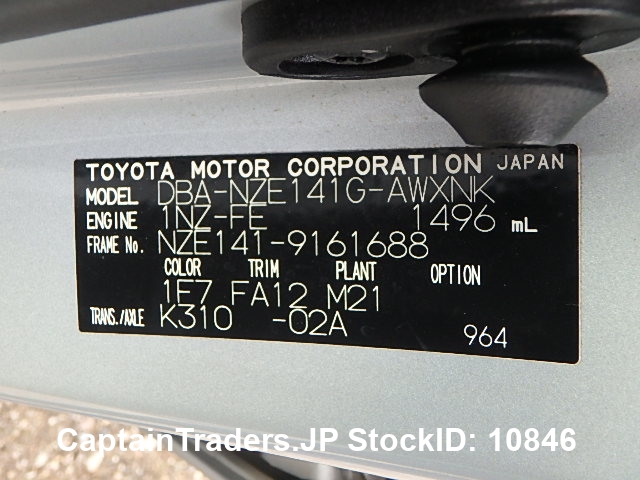 TOYOTA MOTOR CORPORATION JAPAN
MODEL DBA-NZE141G-AWXNK
ENGINE 1NZ-FE 1496 mL
FRAME No. NZE141-9161688
COLOR TRIM PLANT OPTION
1F7 FA12 M21
TRANS./AXLE K310 -02A 964
CaptainTraders.JP StockID: 10846